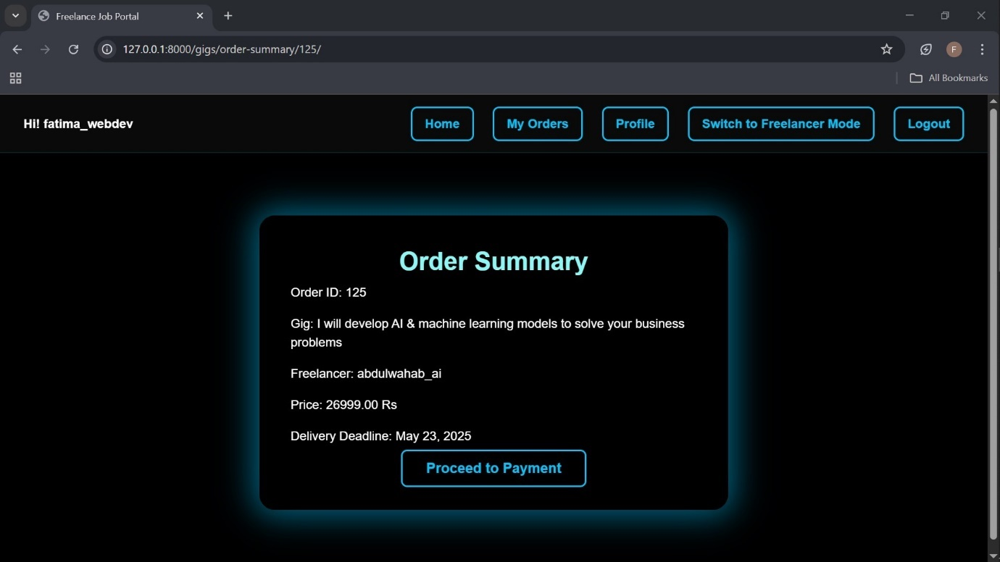 Freelance Job Portal
127.0.0.1:8000/gigs/order-summary/125/
F
All Bookmarks
Hi! fatima_webdev
Home
My Orders
Profile
Switch to Freelancer Mode
Logout
Order Summary
Order ID: 125
Gig: I will develop AI & machine learning models to solve your business
problems
Freelancer: abdulwahab_ai
Price: 26999.00 Rs
Delivery Deadline: May 23, 2025
Proceed to Payment